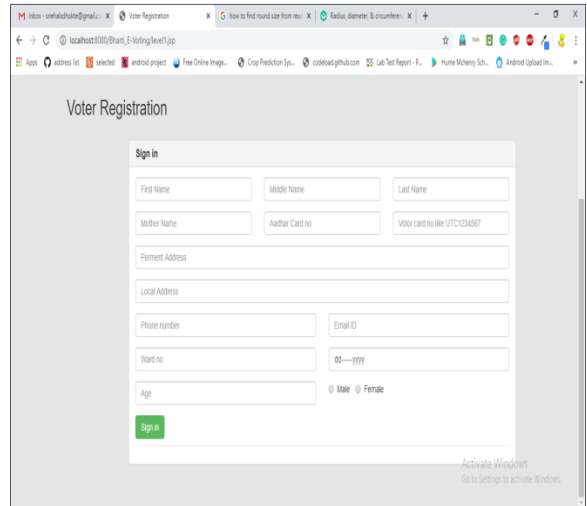 Inbox - snehalsdhokte@gmail.c
Voter Registration
how to find round size from rea
Radius, diameter, & circumferen
localhost:8080/Bharti_E-Voting/level1.jsp
Apps address list selected android project Free Online Image... Crop Prediction Sys... codeload.github.com Lab Test Report - P... Hume Mchenry Sch... Android Upload Im...
Voter Registration
Sign in
First Name Middle Name Last Name
Mother Name Aadhar Card no Votor card no like UTC1234567
Perment Address
Local Address
Phone number Email ID
Ward no dd-----yyyy
Age Male Female
Sign in
Activate Windows
Go to Settings to activate Windows.